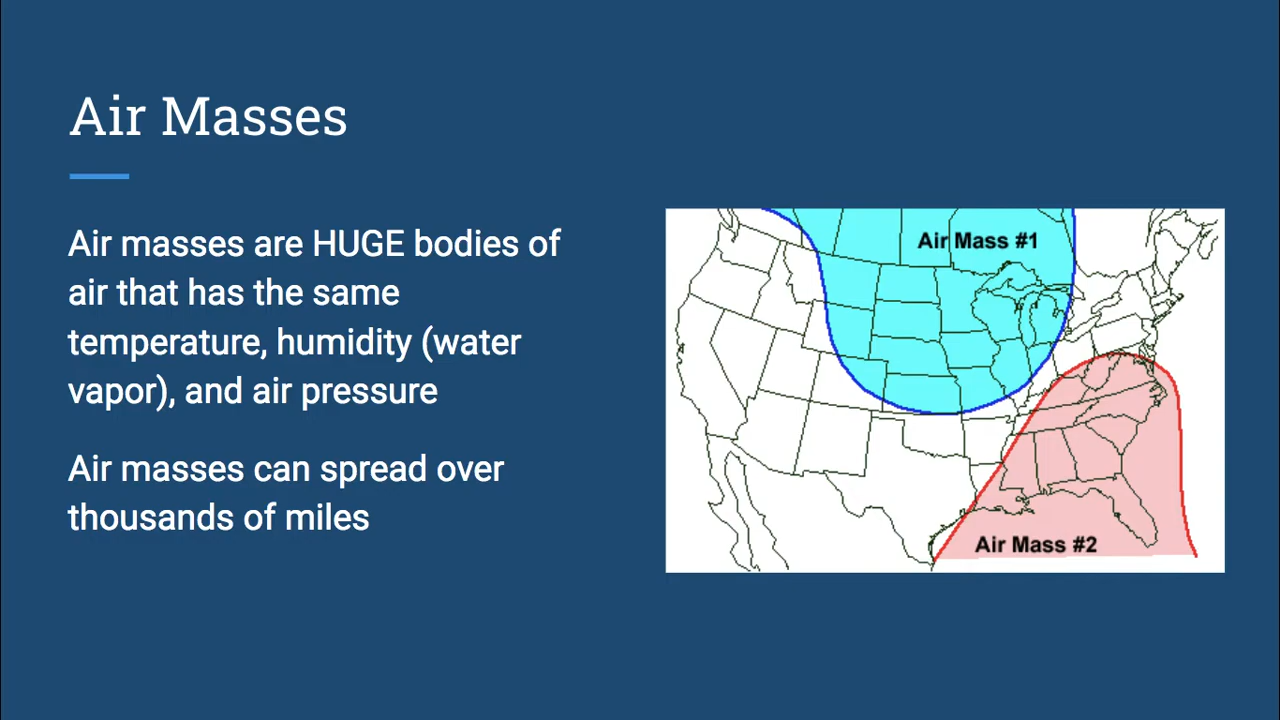 Air Masses
Air masses are HUGE bodies of
air that has the same
temperature, humidity (water
vapor), and air pressure
Air masses can spread over
thousands of miles
Air Mass #1
Air Mass #2